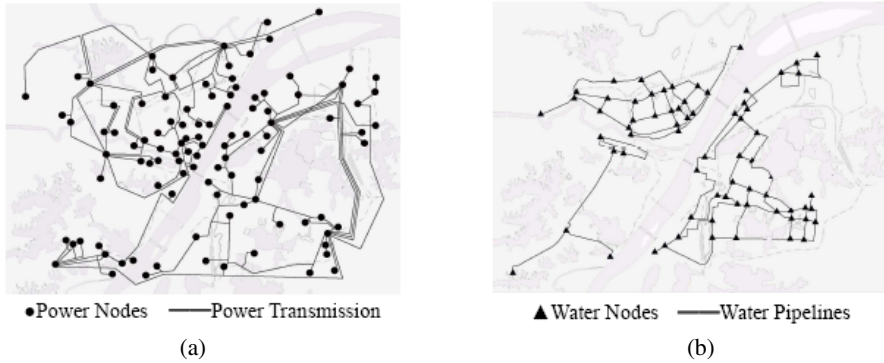 Power Nodes Power Transmission
Water Nodes Water Pipelines
(a)
(b)